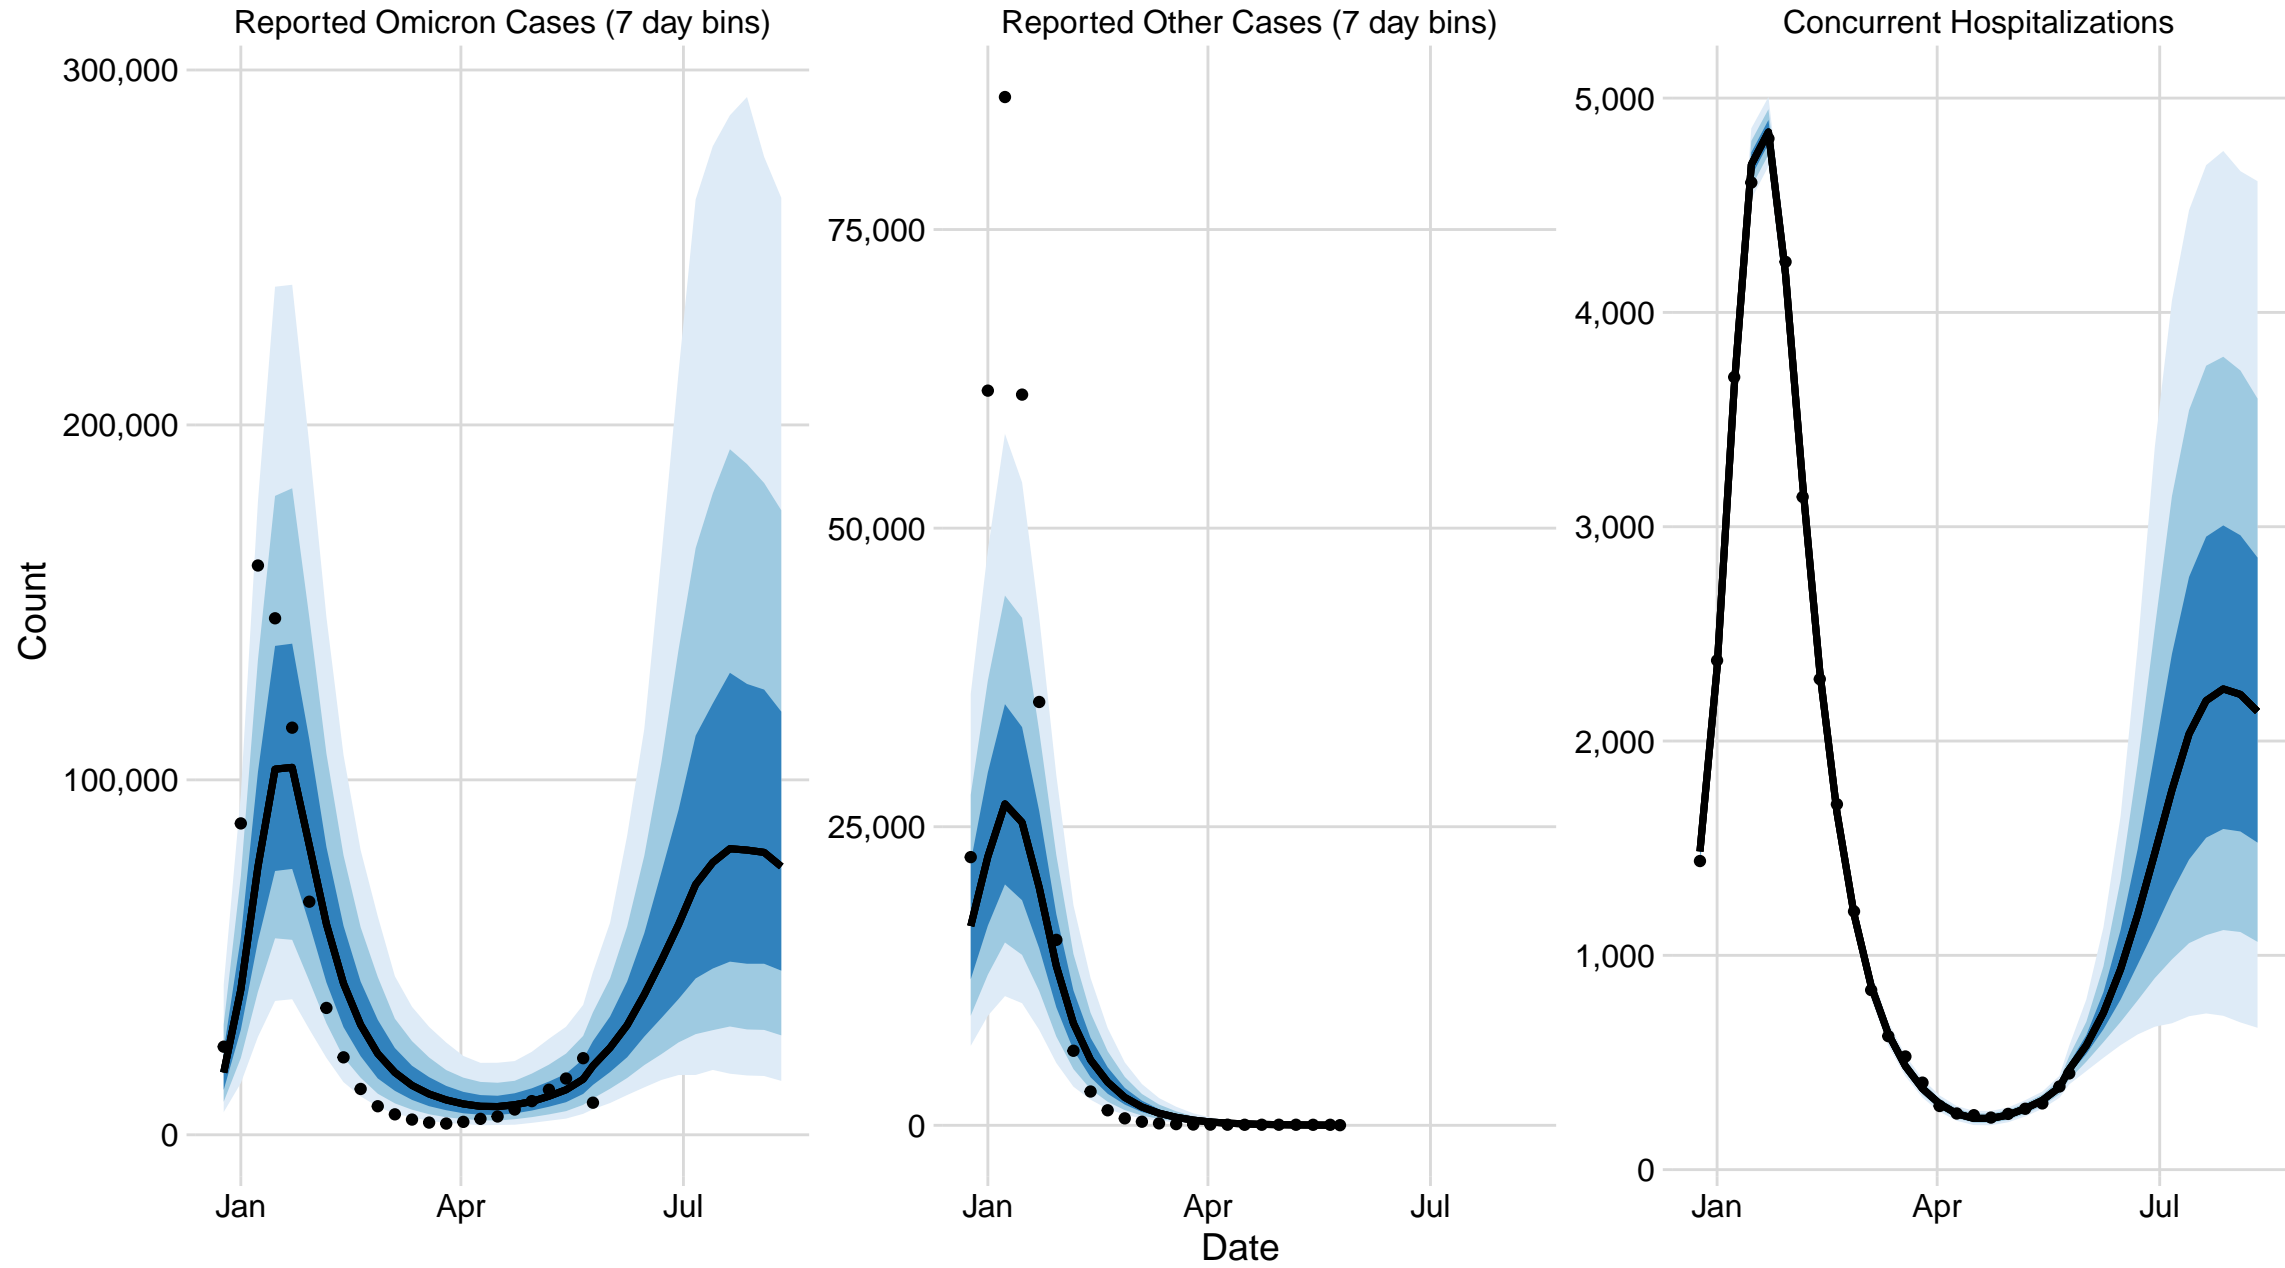 Reported Omicron Cases (7 day bins)
Reported Other Cases (7 day bins)
Concurrent Hospitalizations
Count
300,000
200,000
100,000
0
75,000
50,000
25,000
0
5,000
4,000
3,000
2,000
1,000
0
Jan Apr Jul
Jan Apr Jul
Jan Apr Jul
Date